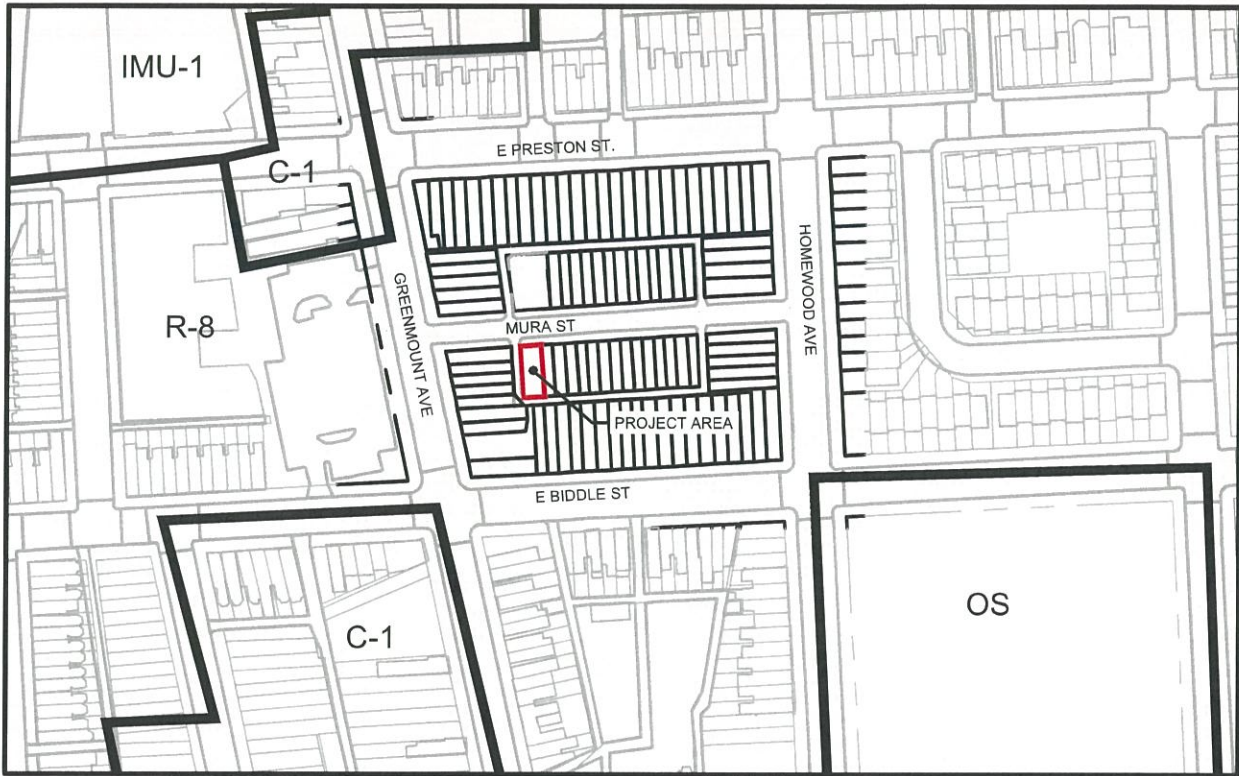 IMU-1
E PRESTON ST.
C-1
HOMEWOOD AVE
GREENMOUNT AVE
R-8
MURA ST
PROJECT AREA
E BIDDLE ST
OS
C-1